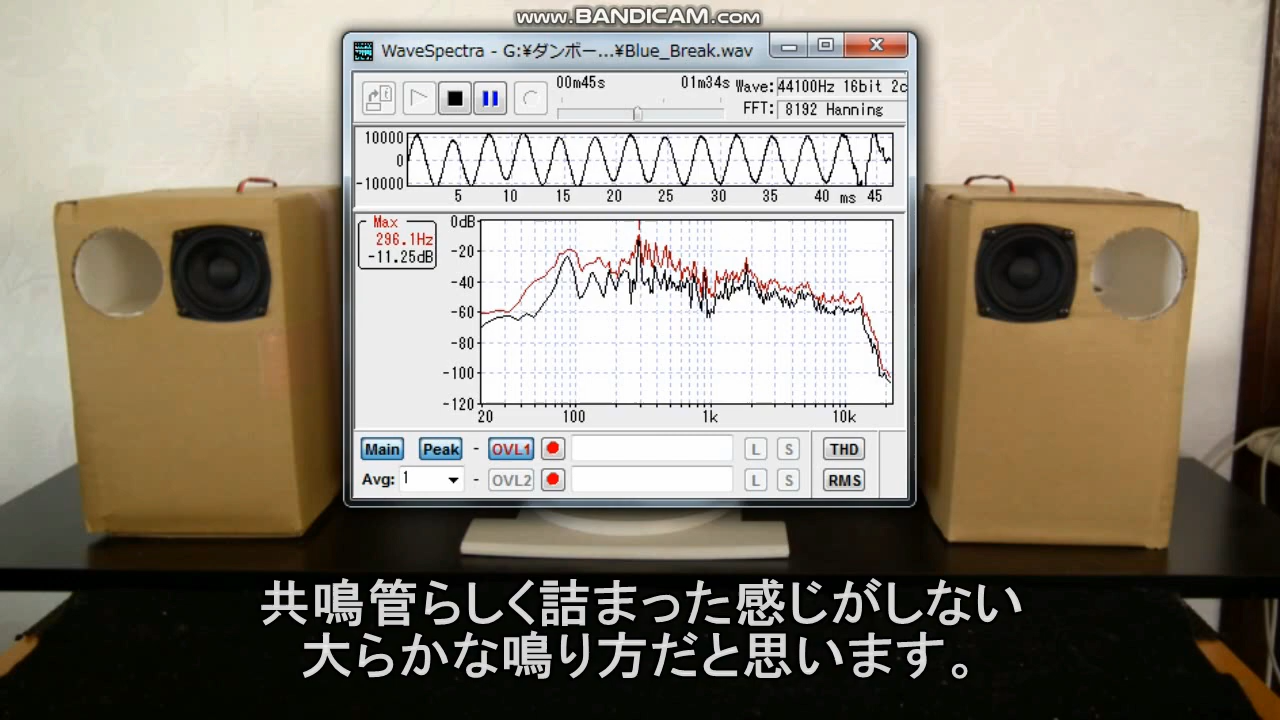 www.BANDICAM.com
WaveSpectra - G:¥ダンボー...¥Blue_Break.wav
00m45s 01m34s Wave: 44100Hz 16bit 2c
FFT: 8192 Hanning
10000
0
-10000
5 10 15 20 25 30 35 40 ms 45
Max
296.1Hz
-11.25dB
0dB
-20
-40
-60
-80
-100
-120
20 100 1k 10k
Main Peak - OVL1 L S THD
Avg: 1 - OVL2 L S RMS
共鳴管らしく詰まった感じがしない
大らかな鳴り方だと思います。